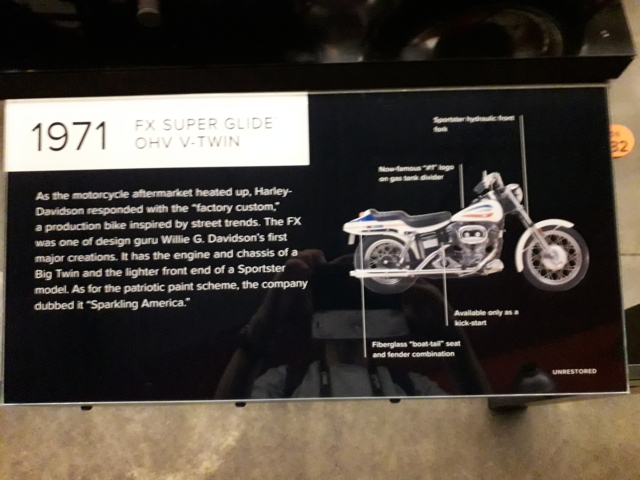 1971
FX SUPER GLIDE
OHV V-TWIN
As the motorcycle aftermarket heated up, Harley-
Davidson responded with the "factory custom,"
a production bike inspired by street trends. The FX
was one of design guru Willie G. Davidson's first
major creations. It has the engine and chassis of a
Big Twin and the lighter front end of a Sportster
model. As for the patriotic paint scheme, the company
dubbed it "Sparkling America."
Sportster hydraulic front
fork
Now-famous "#1" logo
on gas tank divider
Available only as a
kick-start
Fiberglass "boat-tail" seat
and fender combination
UNRESTORED
82